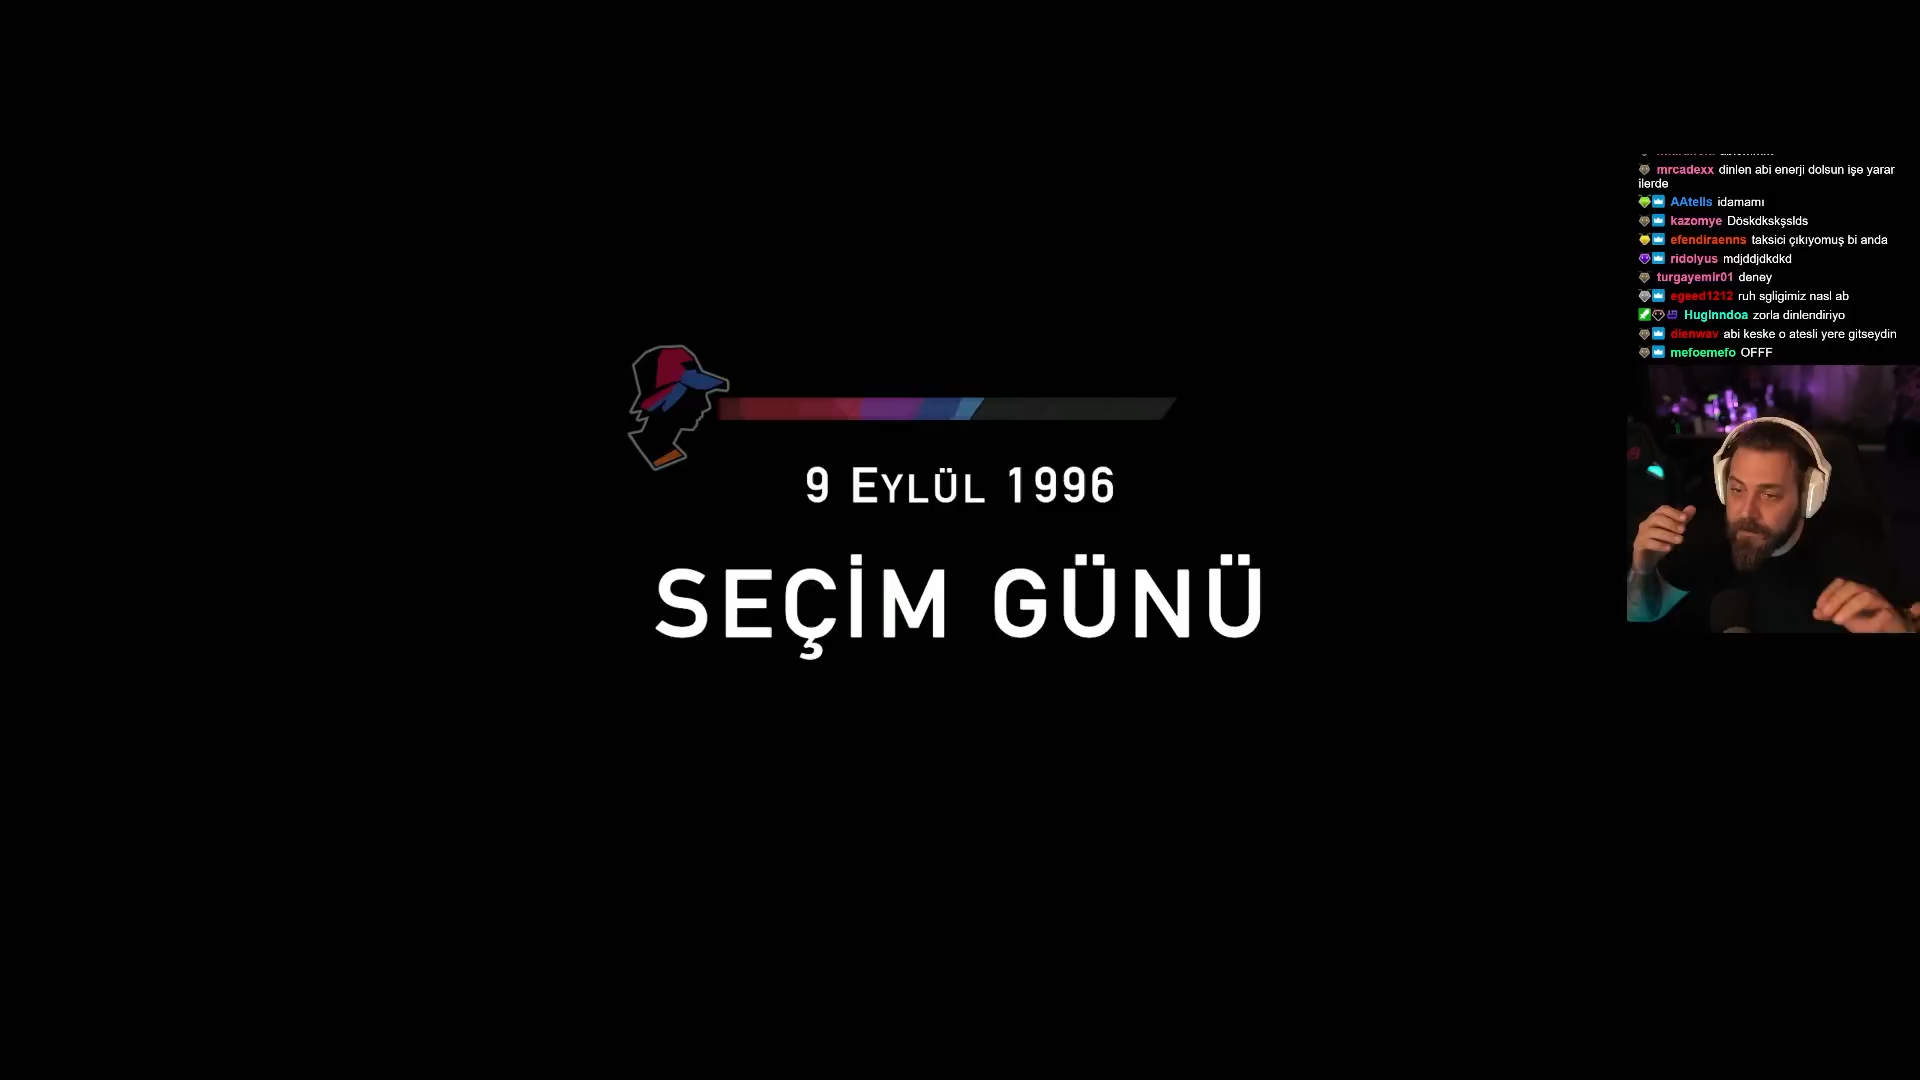 mrcadexx dinlen abi enerji dolsun işe yarar
ilerde
AAtells idamamı
kazomye Döskdkskşslds
efendiraenns taksici çıkıyomuş bi anda
ridolyus mdjddjdkdkd
turgayemir01 deney
egeed1212 ruh sgligimiz nasl ab
HugInndoa zorla dinlendiriyo
dlenwav abi keske o atesli yere gitseydin
mefoemefo OFFF
9 EYLÜL 1996
SEÇİM GÜNÜ